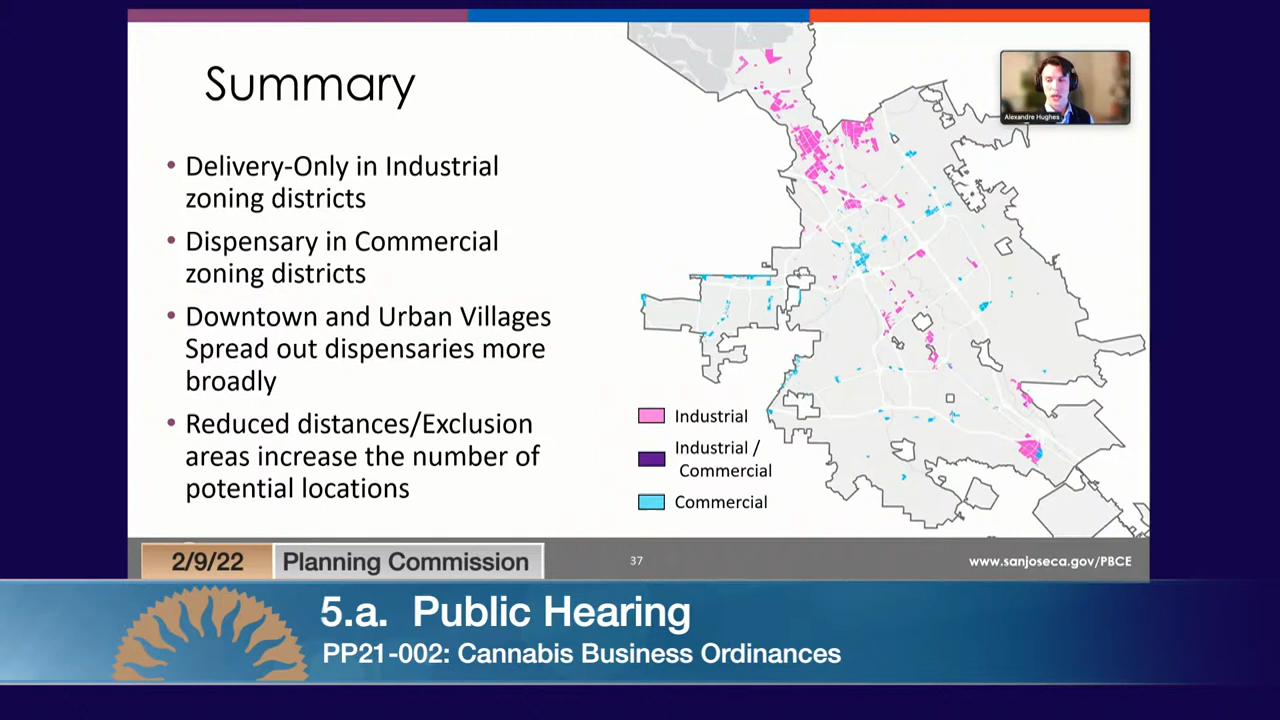 Summary
• Delivery-Only in Industrial
zoning districts
• Dispensary in Commercial
zoning districts
• Downtown and Urban Villages
Spread out dispensaries more
broadly
• Reduced distances/Exclusion
areas increase the number of
potential locations
Alexandre Hughes
Industrial
Industrial /
Commercial
Commercial
37
www.sanjoseca.gov/PBCE
2/9/22
Planning Commission
5.a. Public Hearing
PP21-002: Cannabis Business Ordinances